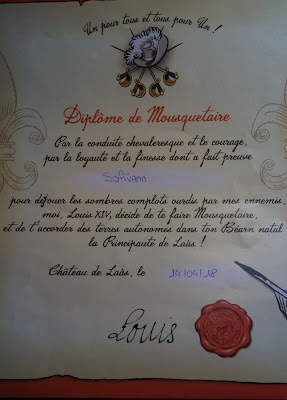 Un pour tous et tous pour Un !
Diplôme de Mousquetaire
Par la conduite chevaleresque et le courage,
par la loyauté et la finesse dont a fait preuve
pour déjouer les sombres complots ourdis par mes ennemis,
moi, Louis XIV, décide de te faire Mousquetaire,
et de t'accorder des terres autonomes dans ton Béarn natal
la Principauté de Laàs !
Château de Laàs, le 14/04/18
Louis